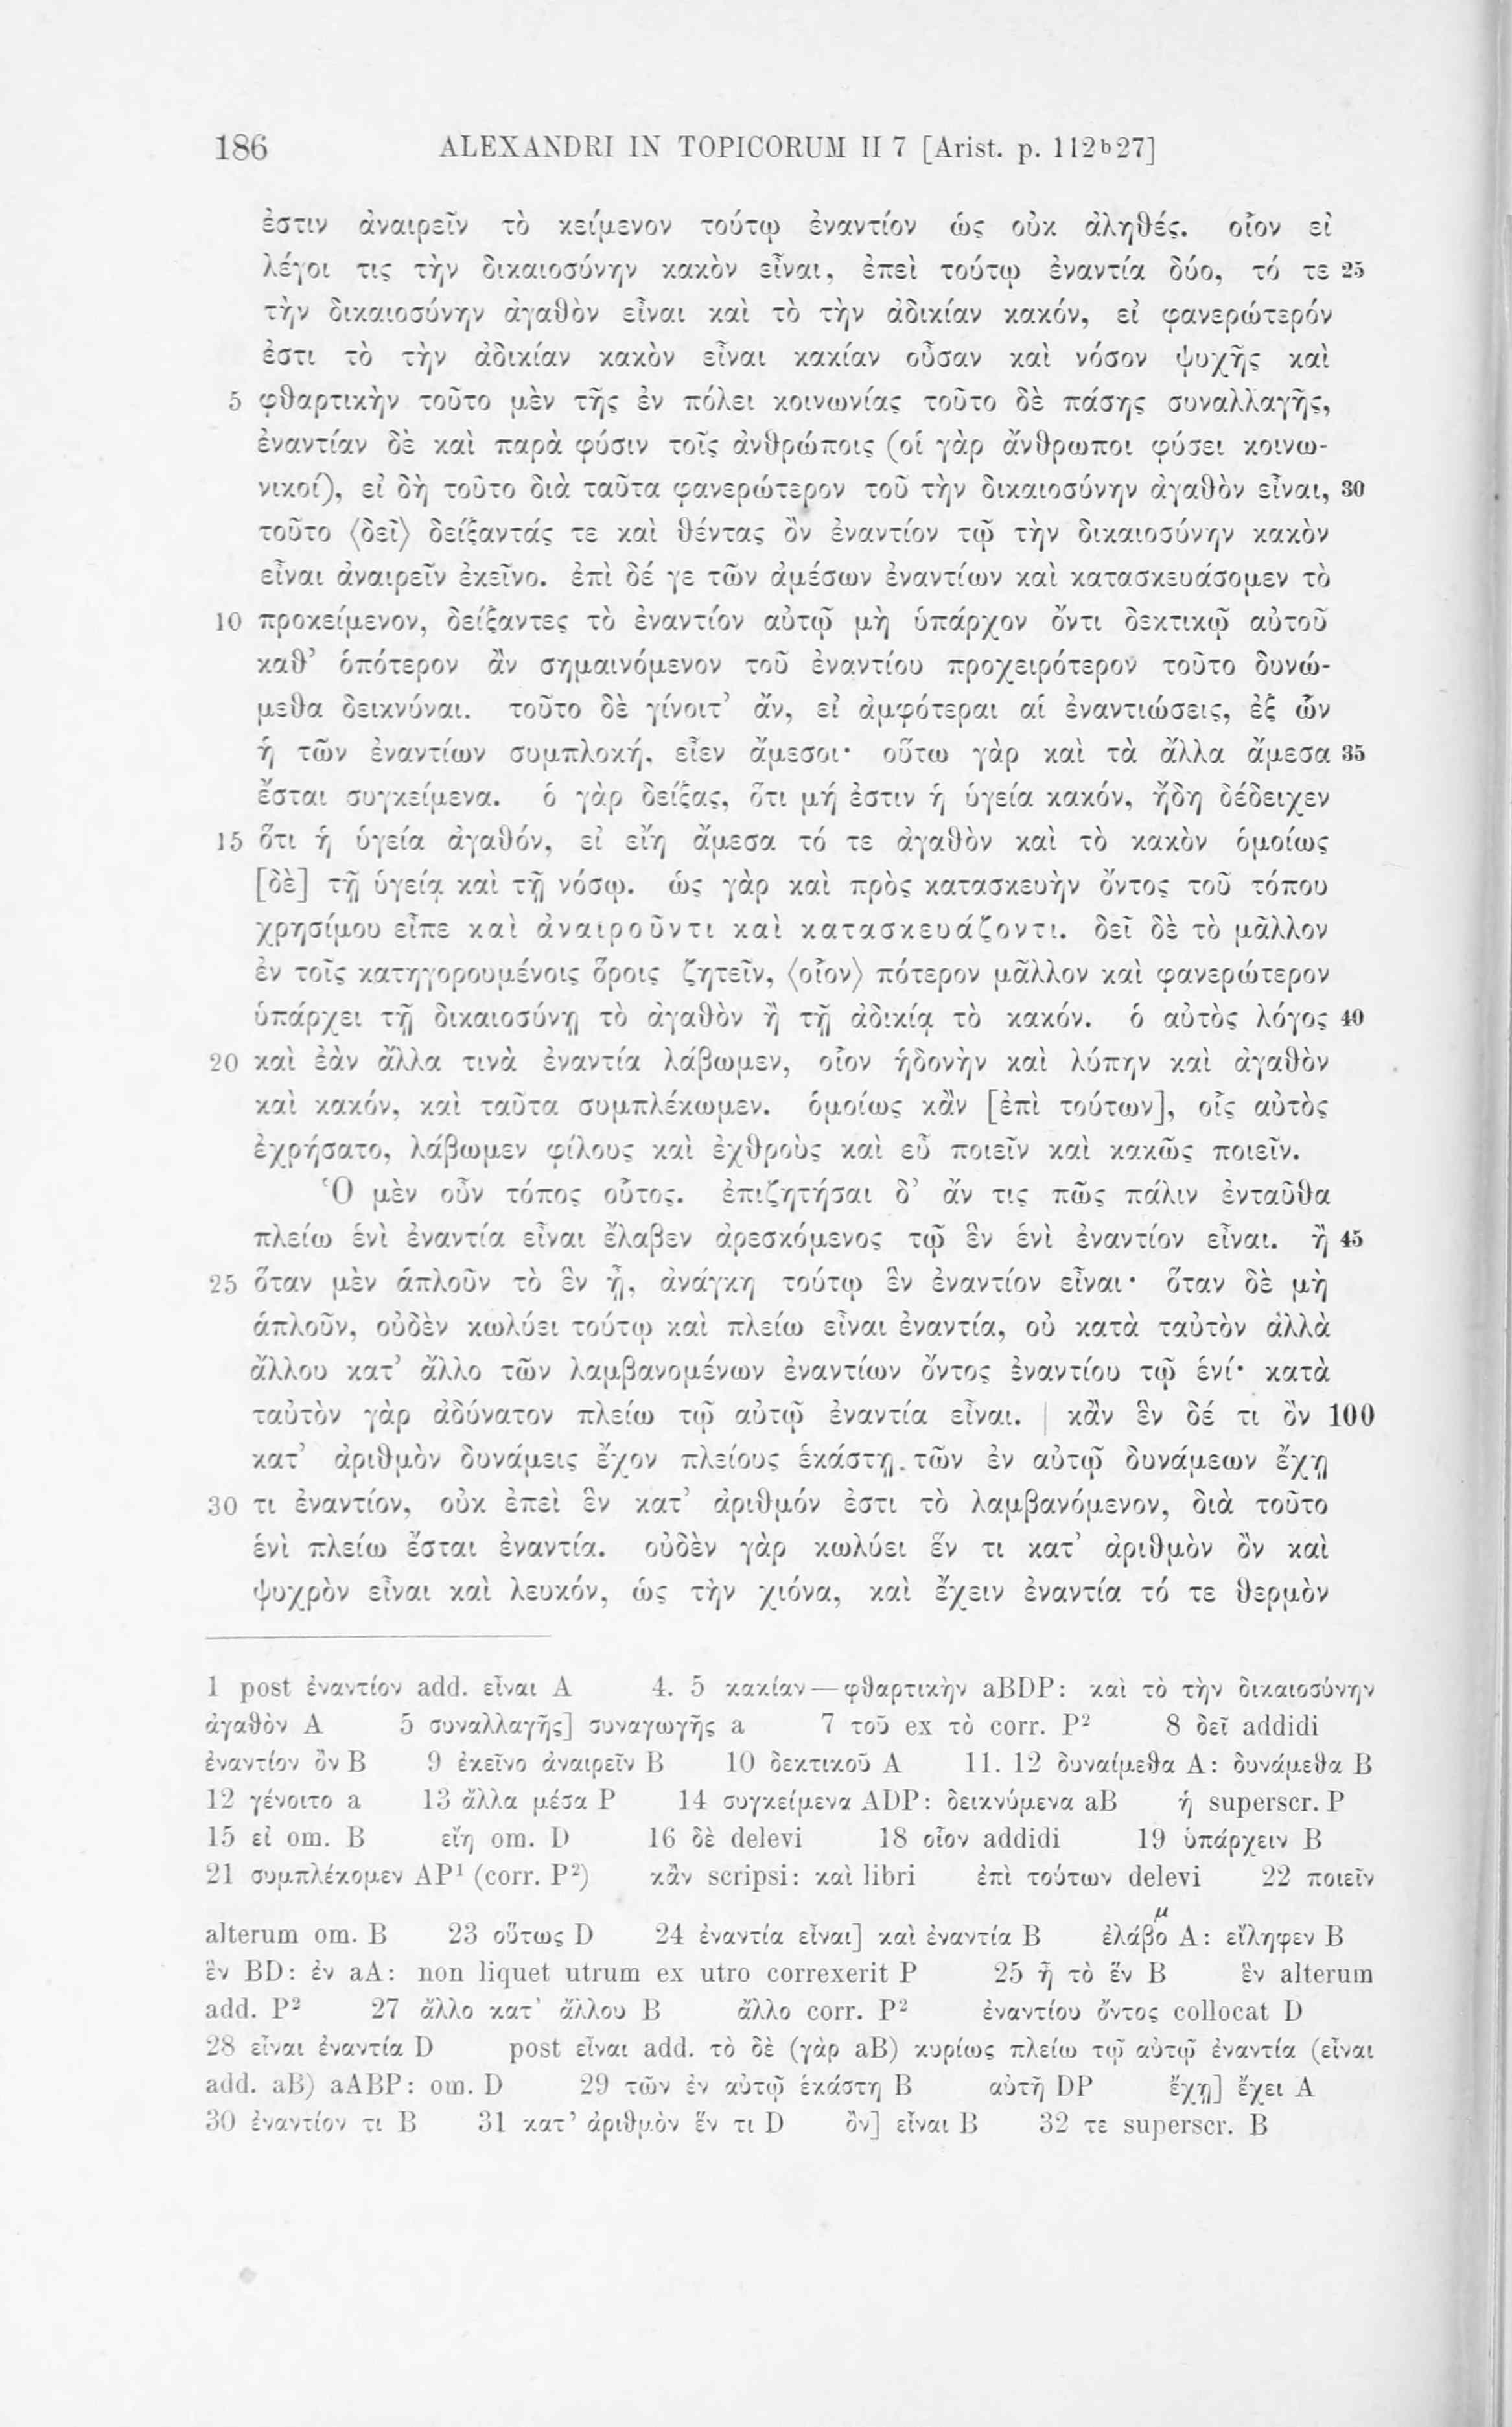 186 ALEXANDRI IN TOPICORUM II 7 [Arist. p. 112ᵇ27]
ἐστιν ἀναιρεῖν τὸ κείμενον τούτῳ ἐναντίον ὡς οὐκ ἀληθές. οἷον εἰ
λέγοι τις τὴν δικαιοσύνην κακὸν εἶναι, ἐπεὶ τούτῳ ἐναντία δύο, τό τε 25
τὴν δικαιοσύνην ἀγαθὸν εἶναι καὶ τὸ τὴν ἀδικίαν κακόν, εἰ φανερώτερόν
ἐστι τὸ τὴν ἀδικίαν κακὸν εἶναι κακίαν οὖσαν καὶ νόσον ψυχῆς καὶ
5 φθαρτικὴν τοῦτο μὲν τῆς ἐν πόλει κοινωνίας τοῦτο δὲ πάσης συναλλαγῆς,
ἐναντίαν δὲ καὶ παρὰ φύσιν τοῖς ἀνθρώποις (οἱ γὰρ ἄνθρωποι φύσει κοινω-
νικοί), εἰ δὴ τοῦτο διὰ ταῦτα φανερώτερον τοῦ τὴν δικαιοσύνην ἀγαθὸν εἶναι, 30
τοῦτο ⟨δεῖ⟩ δείξαντάς τε καὶ θέντας ὂν ἐναντίον τῷ τὴν δικαιοσύνην κακὸν
εἶναι ἀναιρεῖν ἐκεῖνο. ἐπὶ δέ γε τῶν ἀμέσων ἐναντίων καὶ κατασκευάσομεν τὸ
10 προκείμενον, δείξαντες τὸ ἐναντίον αὐτῷ μὴ ὑπάρχον ὄντι δεκτικῷ αὐτοῦ
καθ’ ὁπότερον ἂν σημαινόμενον τοῦ ἐναντίου προχειρότερον τοῦτο δυνώ-
μεθα δεικνύναι. τοῦτο δὲ γίνοιτ’ ἄν, εἰ ἀμφότεραι αἱ ἐναντιώσεις, ἐξ ὧν
ἡ τῶν ἐναντίων συμπλοκή, εἶεν ἄμεσοι· οὕτω γὰρ καὶ τὰ ἄλλα ἄμεσα 35
ἔσται συγκείμενα. ὁ γὰρ δείξας, ὅτι μή ἐστιν ἡ ὑγεία κακόν, ἤδη δέδειχεν
15 ὅτι ἡ ὑγεία ἀγαθόν, εἰ εἴη ἄμεσα τό τε ἀγαθὸν καὶ τὸ κακὸν ὁμοίως
[δὲ] τῇ ὑγείᾳ καὶ τῇ νόσῳ. ὡς γὰρ καὶ πρὸς κατασκευὴν ὄντος τοῦ τόπου
χρησίμου εἶπε καὶ ἀναιροῦντι καὶ κατασκευάζοντι. δεῖ δὲ τὸ μᾶλλον
ἐν τοῖς κατηγορουμένοις ὅροις ζητεῖν, ⟨οἷον⟩ πότερον μᾶλλον καὶ φανερώτερον
ὑπάρχει τῇ δικαιοσύνῃ τὸ ἀγαθὸν ἢ τῇ ἀδικίᾳ τὸ κακόν. ὁ αὐτὸς λόγος 40
20 καὶ ἐὰν ἄλλα τινὰ ἐναντία λάβωμεν, οἷον ἡδονὴν καὶ λύπην καὶ ἀγαθὸν
καὶ κακόν, καὶ ταῦτα συμπλέκωμεν. ὁμοίως κἂν [ἐπὶ τούτων], οἷς αὐτὸς
ἐχρήσατο, λάβωμεν φίλους καὶ ἐχθροὺς καὶ εὖ ποιεῖν καὶ κακῶς ποιεῖν.
Ὁ μὲν οὖν τόπος οὗτος. ἐπιζητήσαι δ’ ἄν τις πῶς πάλιν ἐνταῦθα
πλείω ἑνὶ ἐναντία εἶναι ἔλαβεν ἀρεσκόμενος τῷ ἓν ἑνὶ ἐναντίον εἶναι. ἢ 45
25 ὅταν μὲν ἁπλοῦν τὸ ἓν ᾖ, ἀνάγκη τούτῳ ἓν ἐναντίον εἶναι· ὅταν δὲ μὴ
ἁπλοῦν, οὐδὲν κωλύει τούτῳ καὶ πλείω εἶναι ἐναντία, οὐ κατὰ ταὐτὸν ἀλλὰ
ἄλλου κατ’ ἄλλο τῶν λαμβανομένων ἐναντίων ὄντος ἐναντίου τῷ ἑνί· κατὰ
ταὐτὸν γὰρ ἀδύνατον πλείω τῷ αὐτῷ ἐναντία εἶναι. | κἂν ἓν δέ τι ὂν 100
κατ’ ἀριθμὸν δυνάμεις ἔχον πλείους ἑκάστῃ τῶν ἐν αὐτῷ δυνάμεων ἔχῃ
30 τι ἐναντίον, οὐκ ἐπεὶ ἓν κατ’ ἀριθμόν ἐστι τὸ λαμβανόμενον, διὰ τοῦτο
ἑνὶ πλείω ἔσται ἐναντία. οὐδὲν γὰρ κωλύει ἕν τι κατ’ ἀριθμὸν ὂν καὶ
ψυχρὸν εἶναι καὶ λευκόν, ὡς τὴν χιόνα, καὶ ἔχειν ἐναντία τό τε θερμὸν
1 post ἐναντίον add. εἶναι A 4. 5 κακίαν—φθαρτικὴν aBDP: καὶ τὸ τὴν δικαιοσύνην
ἀγαθὸν A 5 συναλλαγῆς] συναγωγῆς a 7 τοῦ ex τὸ corr. P² 8 δεῖ addidi
ἐναντίον ὂν B 9 ἐκεῖνο ἀναιρεῖν B 10 δεκτικοῦ A 11. 12 δυναίμεθα A: δυνάμεθα B
12 γένοιτο a 13 ἄλλα μέσα P 14 συγκείμενα ADP: δεικνύμενα aB ἡ superscr. P
15 εἰ om. B εἴη om. D 16 δὲ delevi 18 οἷον addidi 19 ὑπάρχειν B
21 συμπλέκομεν AP¹ (corr. P²) κἂν scripsi: καὶ libri ἐπὶ τούτων delevi 22 ποιεῖν
alterum om. B 23 οὕτως D 24 ἐναντία εἶναι] καὶ ἐναντία B ἐλάβο^μ A: εἴληφεν B
ἓν BD: ἐν aA: non liquet utrum ex utro correxerit P 25 ᾖ τὸ ἕν B ἓν alterum
add. P² 27 ἄλλο κατ’ ἄλλου B ἄλλο corr. P² ἐναντίου ὄντος collocat D
28 εἶναι ἐναντία D post εἶναι add. τὸ δὲ (γὰρ aB) κυρίως πλείω τῷ αὐτῷ ἐναντία (εἶναι
add. aB) aABP: om. D 29 τῶν ἐν αὐτῷ ἑκάστη B αὐτῇ DP ἔχῃ] ἔχει A
30 ἐναντίον τι B 31 κατ’ ἀριθμὸν ἕν τι D ὂν] εἶναι B 32 τε superscr. B